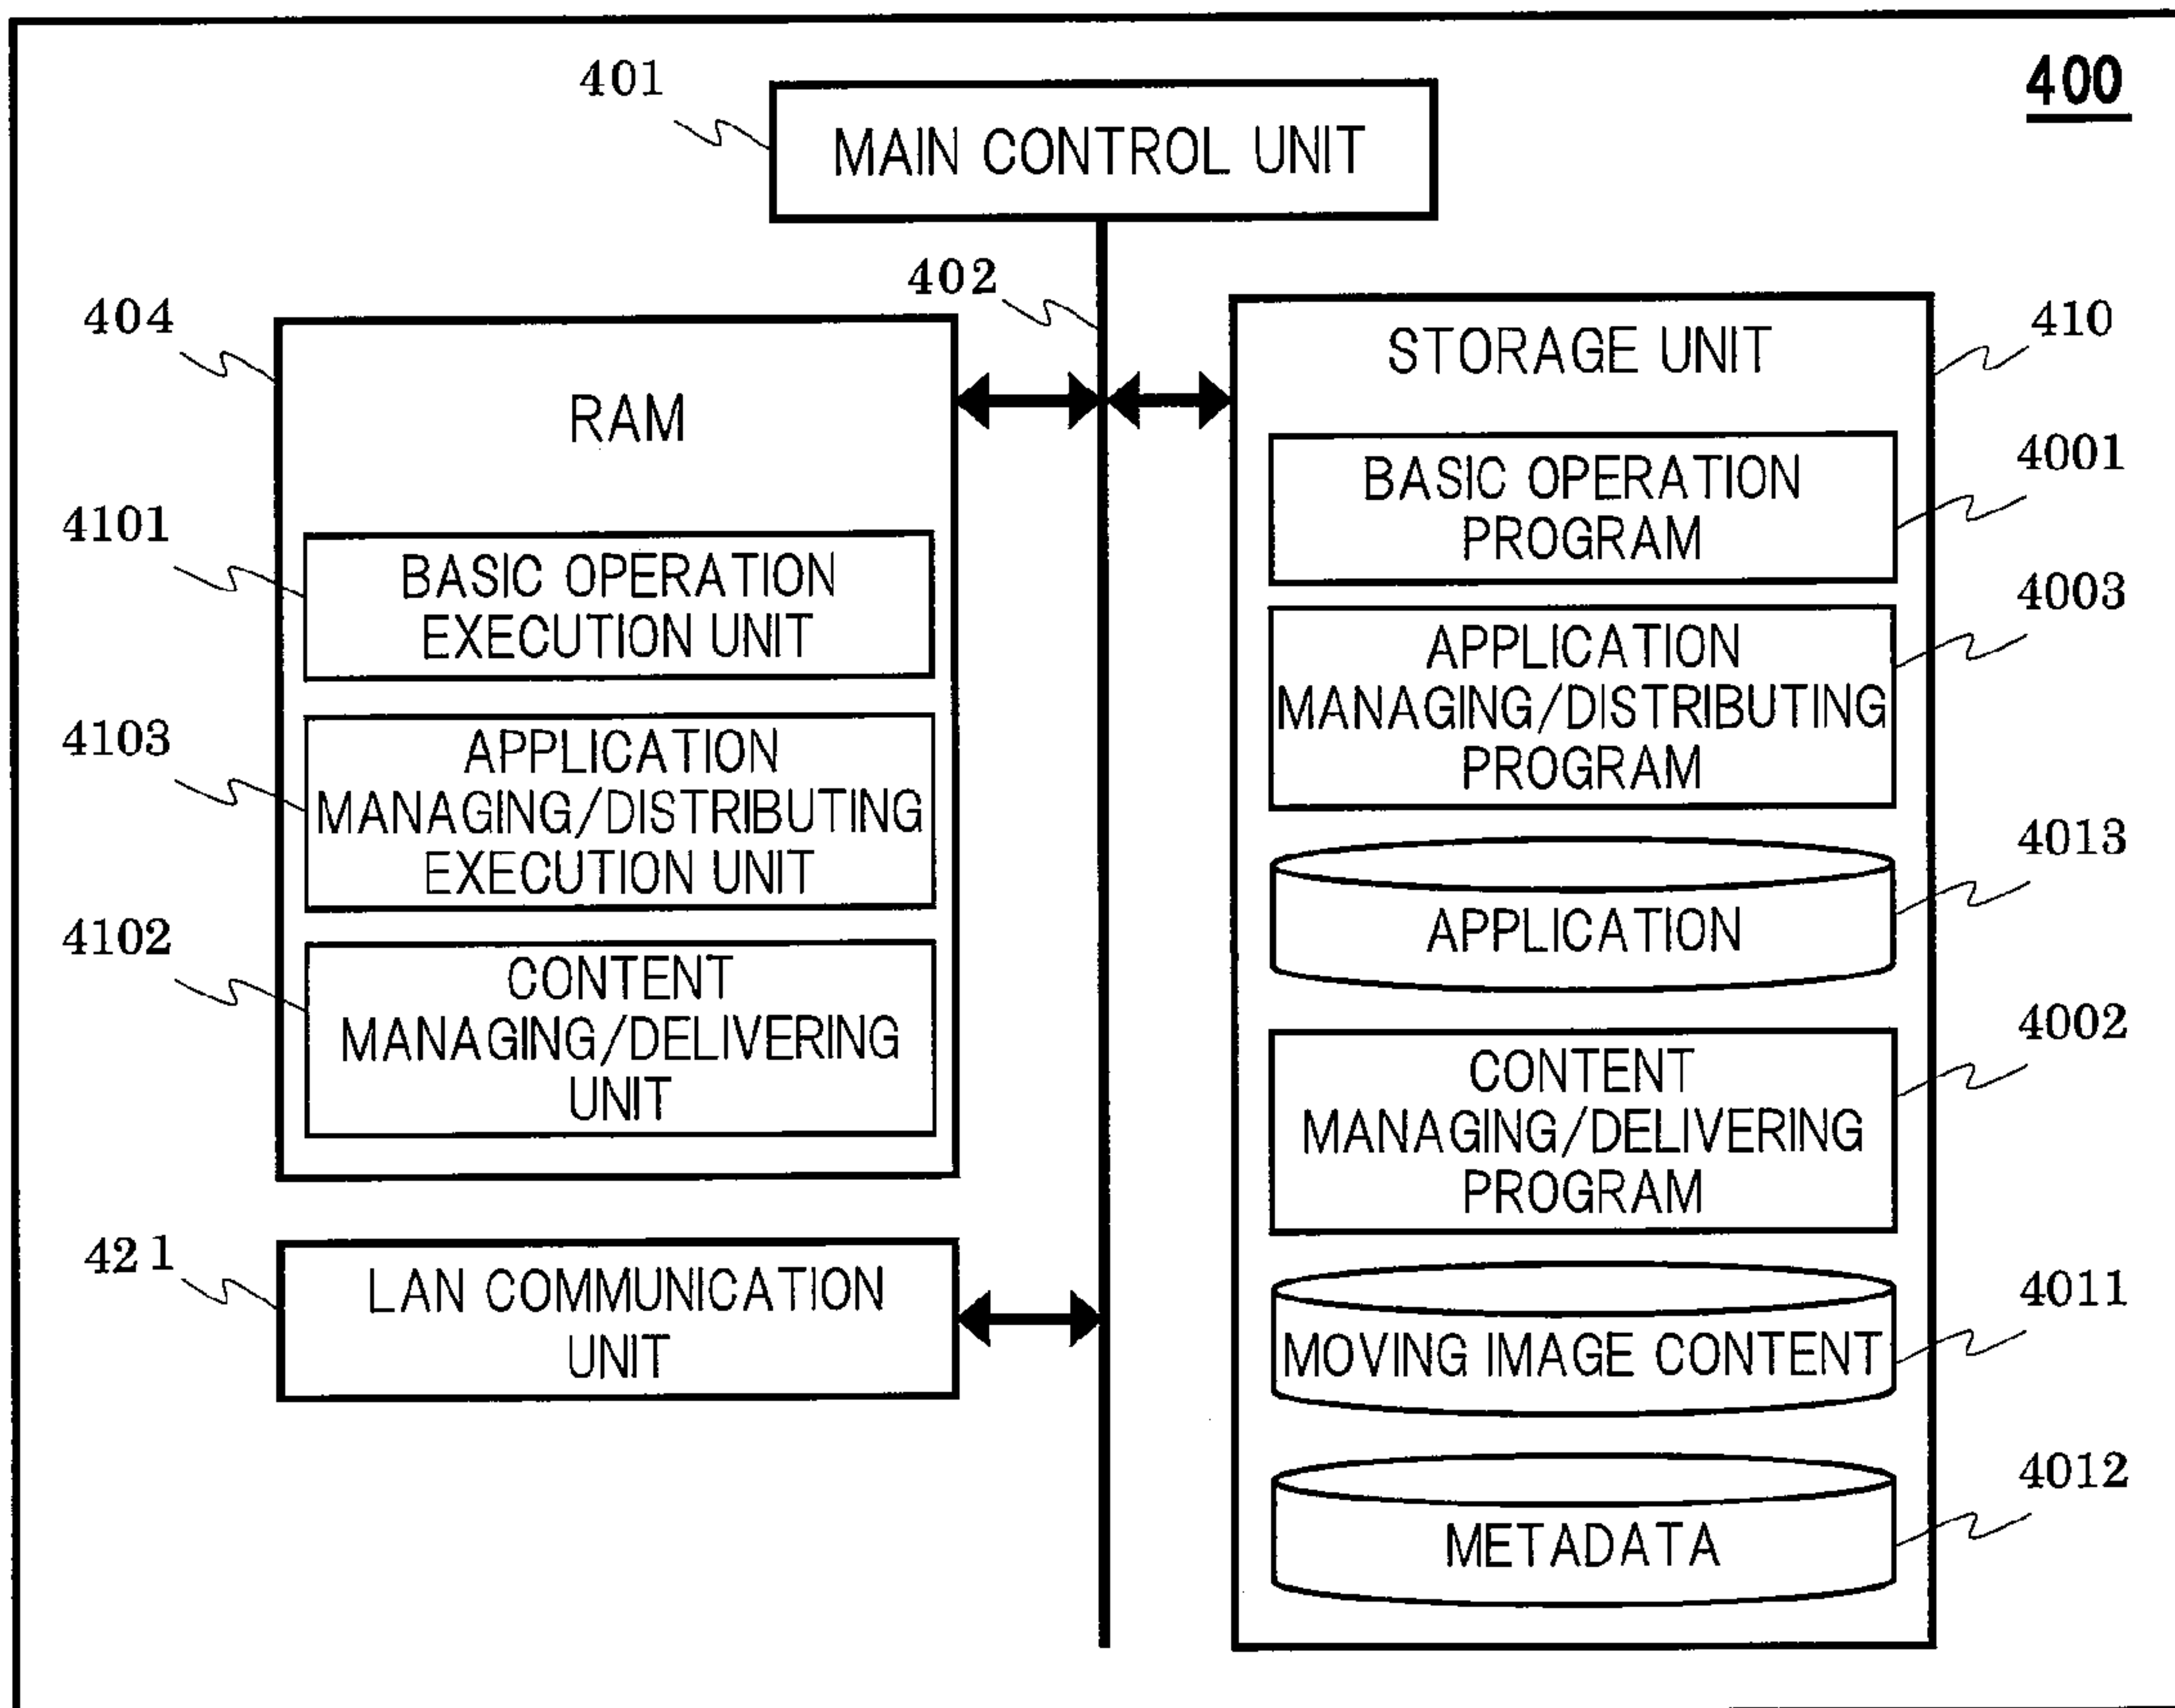 400
401
MAIN CONTROL UNIT
402
404
RAM
4101
BASIC OPERATION
EXECUTION UNIT
4103
APPLICATION
MANAGING/DISTRIBUTING
EXECUTION UNIT
4102
CONTENT
MANAGING/DELIVERING
UNIT
421
LAN COMMUNICATION
UNIT
STORAGE UNIT
410
BASIC OPERATION
PROGRAM
4001
APPLICATION
MANAGING/DISTRIBUTING
PROGRAM
4003
APPLICATION
4013
CONTENT
MANAGING/DELIVERING
PROGRAM
4002
MOVING IMAGE CONTENT
4011
METADATA
4012